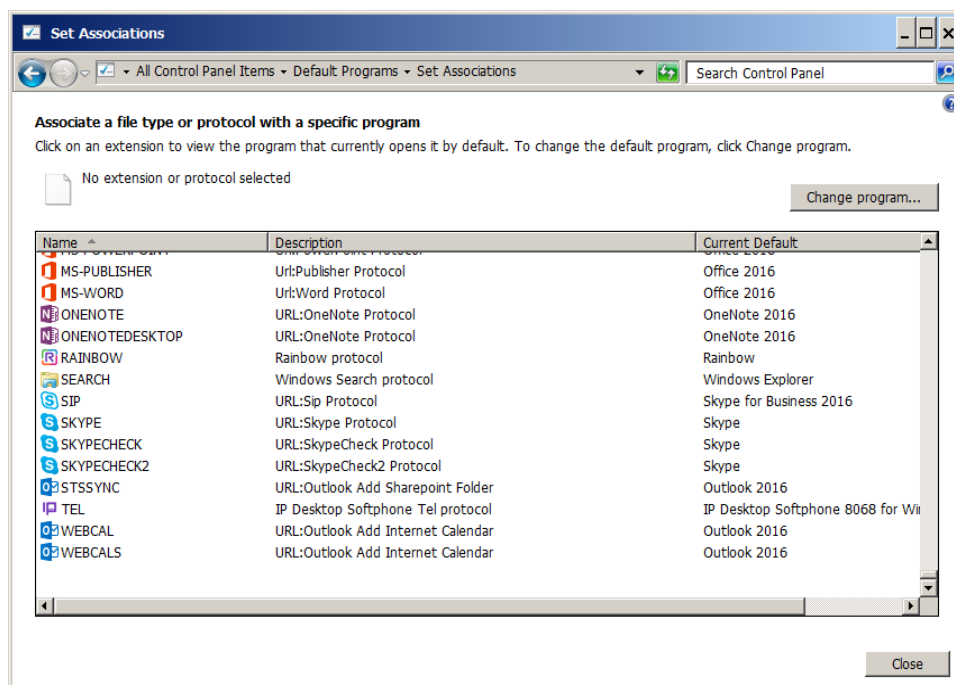 Set Associations
All Control Panel Items Default Programs Set Associations Search Control Panel
Associate a file type or protocol with a specific program
Click on an extension to view the program that currently opens it by default. To change the default program, click Change program.
No extension or protocol selected
Change program...
Name Description Current Default
MS-PUBLISHER Url:Publisher Protocol Office 2016
MS-WORD Url:Word Protocol Office 2016
ONENOTE URL:OneNote Protocol OneNote 2016
ONENOTEDESKTOP URL:OneNote Protocol OneNote 2016
RAINBOW Rainbow protocol Rainbow
SEARCH Windows Search protocol Windows Explorer
SIP URL:Sip Protocol Skype for Business 2016
SKYPE URL:Skype Protocol Skype
SKYPECHECK URL:SkypeCheck Protocol Skype
SKYPECHECK2 URL:SkypeCheck2 Protocol Skype
STSSYNC URL:Outlook Add Sharepoint Folder Outlook 2016
TEL IP Desktop Softphone Tel protocol IP Desktop Softphone 8068 for Wi
WEBCAL URL:Outlook Add Internet Calendar Outlook 2016
WEBCALS URL:Outlook Add Internet Calendar Outlook 2016
Close